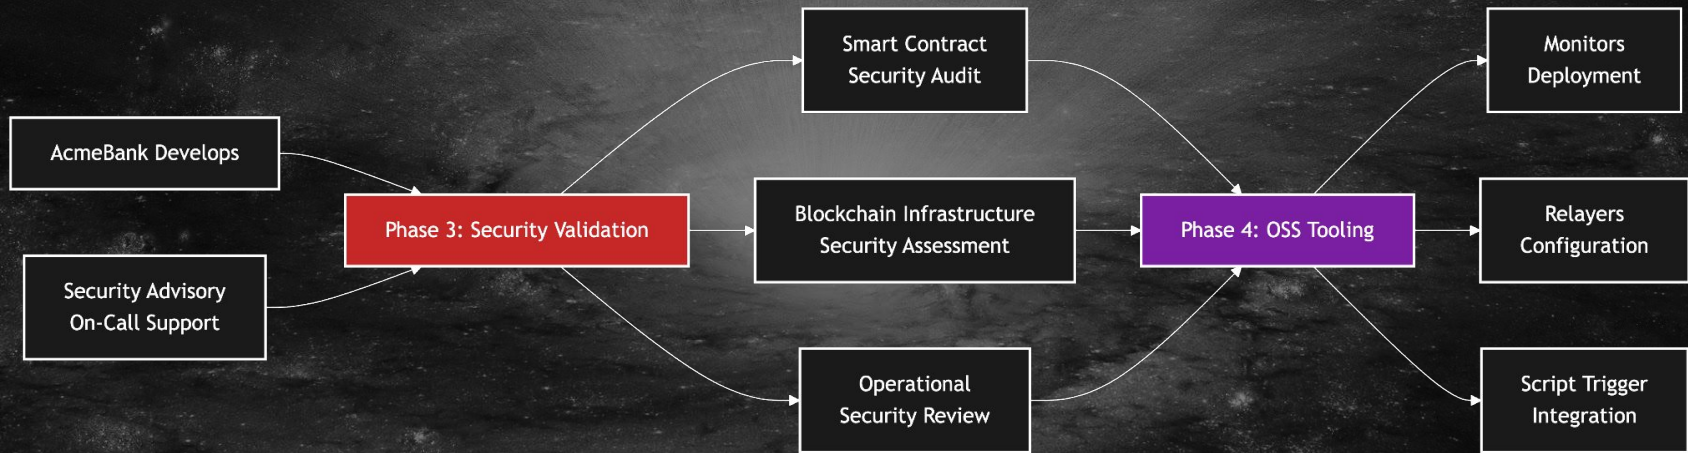 AcmeBank Develops
Security Advisory
On-Call Support
Phase 3: Security Validation
Smart Contract
Security Audit
Blockchain Infrastructure
Security Assessment
Operational
Security Review
Phase 4: OSS Tooling
Monitors
Deployment
Relayers
Configuration
Script Trigger
Integration